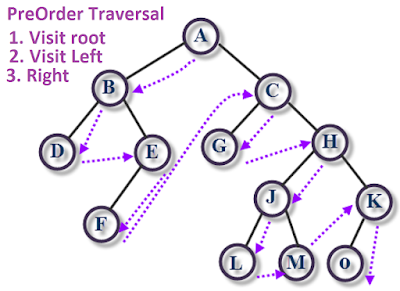 PreOrder Traversal
1. Visit root
2. Visit Left
3. Right
A
B
C
D
E
G
H
F
J
K
L
M
o